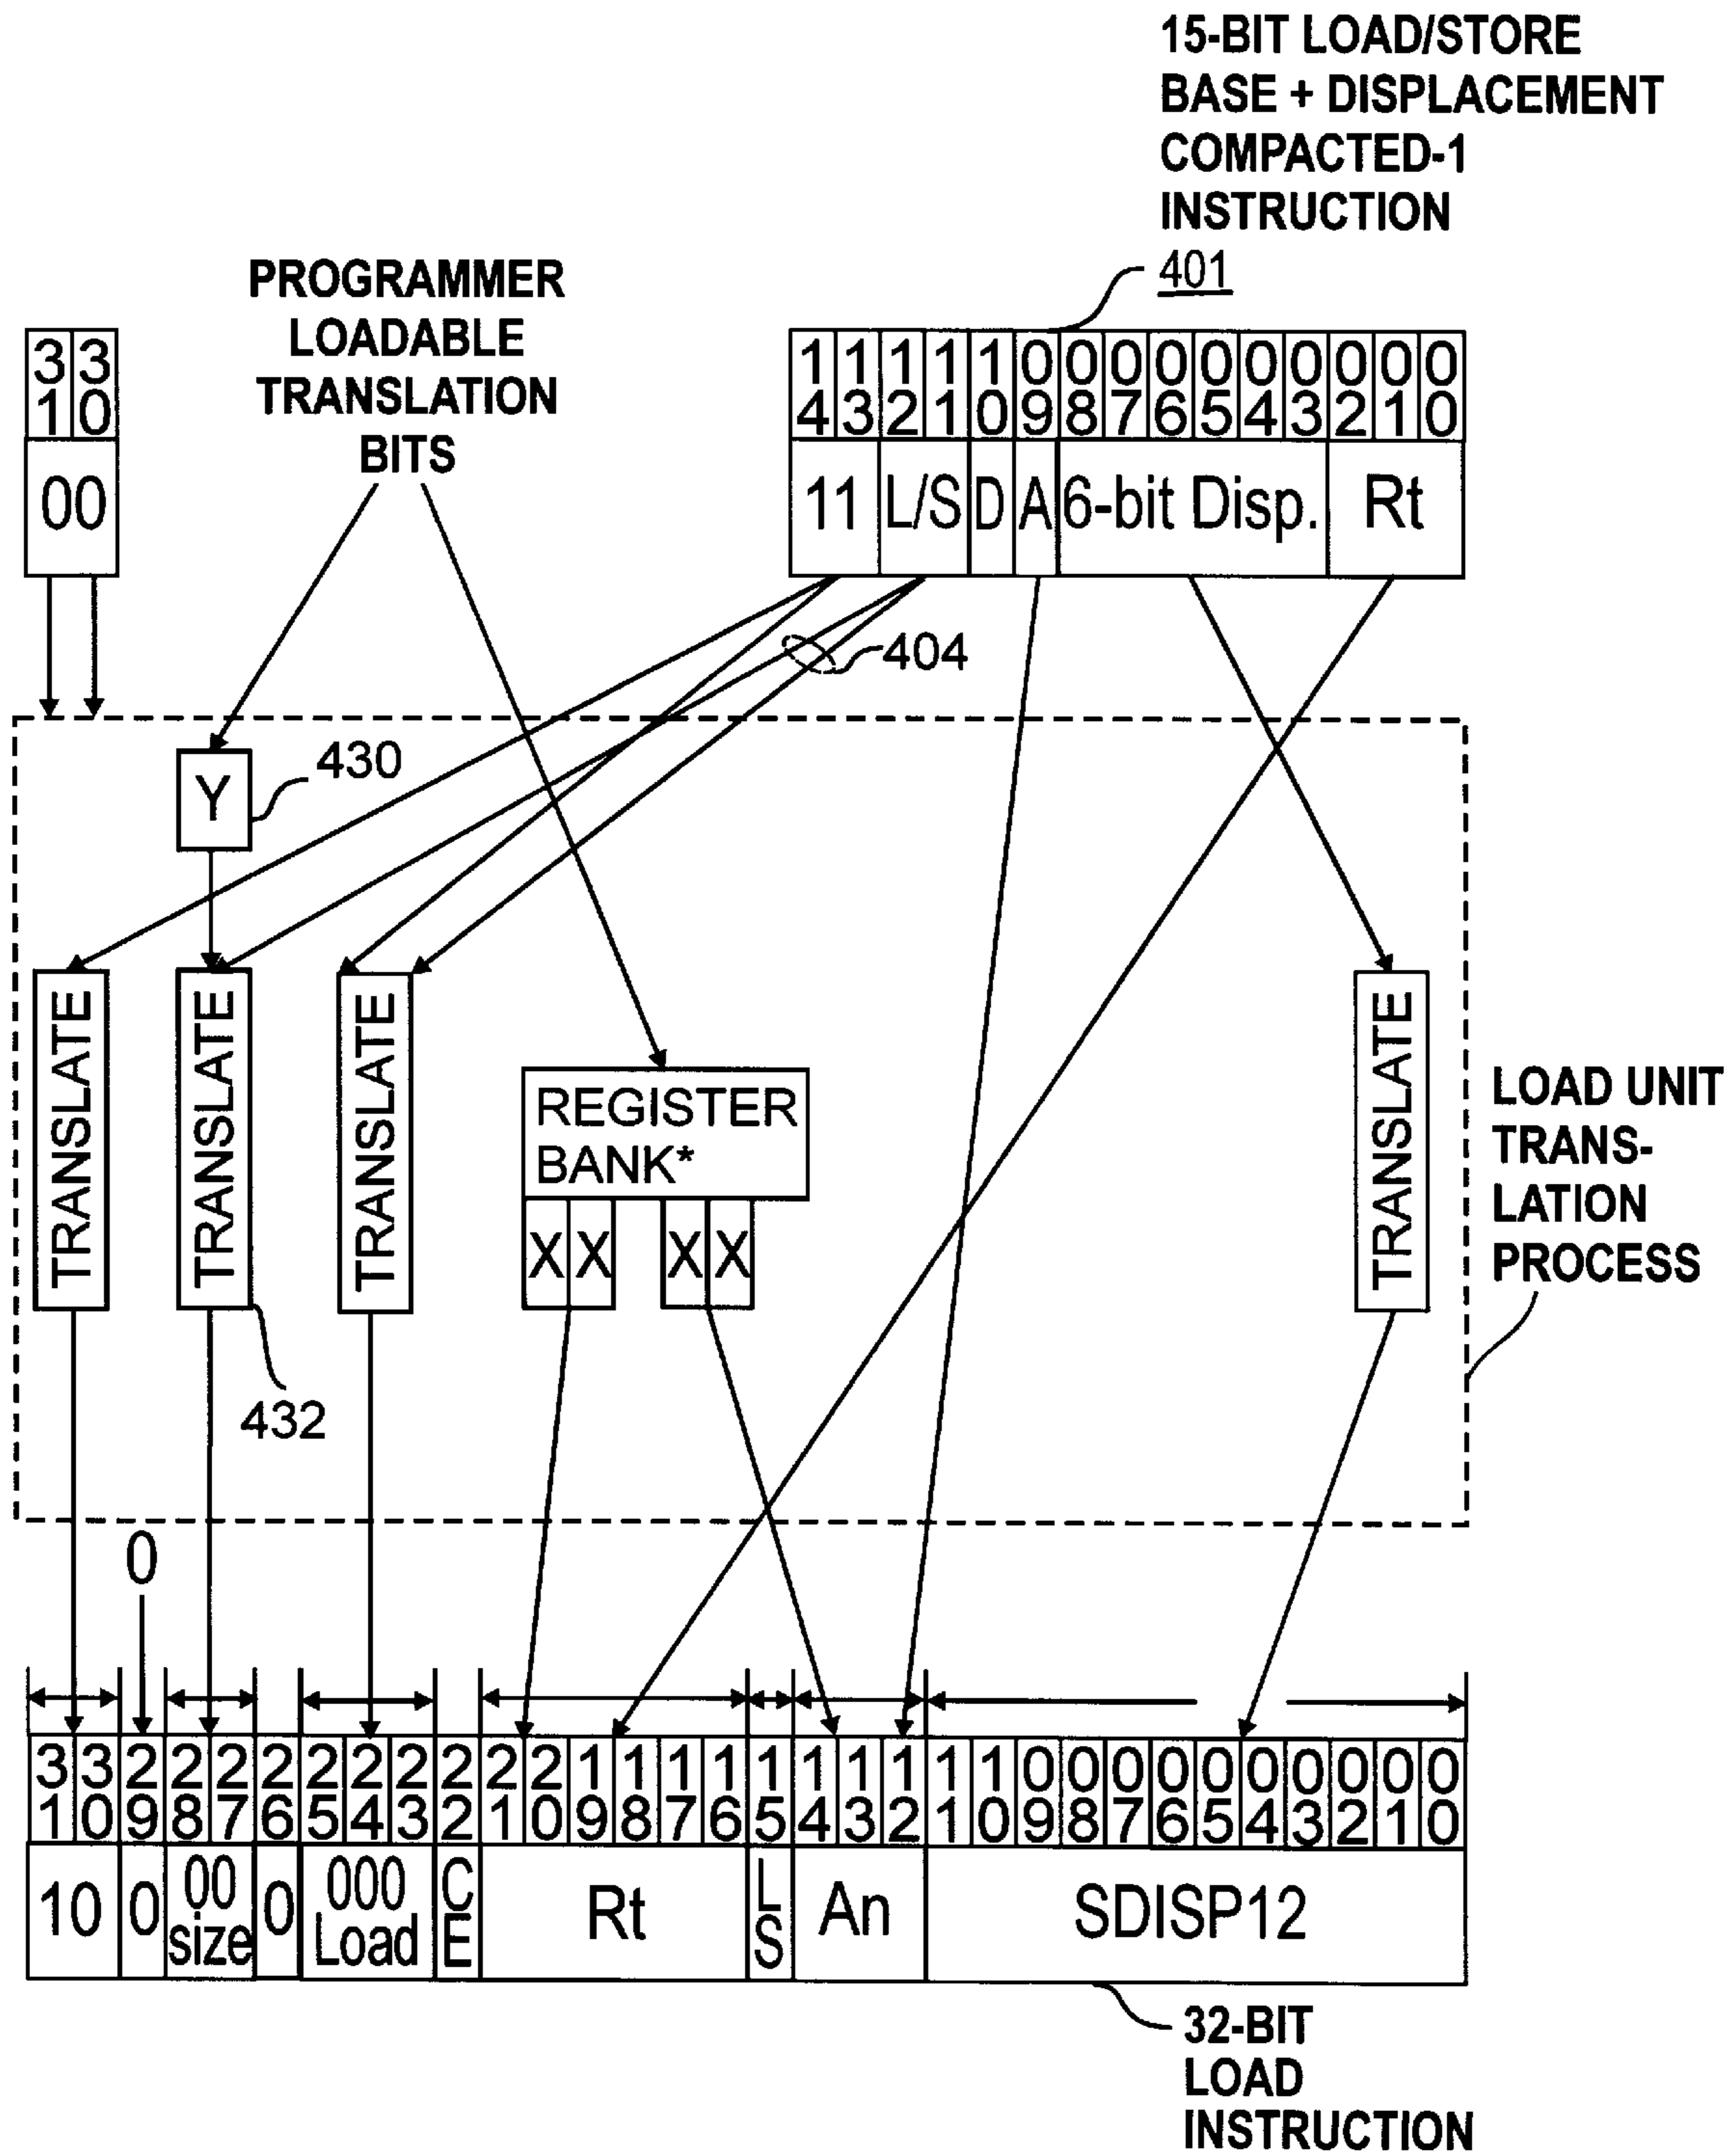 15-BIT LOAD/STORE
BASE + DISPLACEMENT
COMPACTED-1
INSTRUCTION
401
PROGRAMMER
LOADABLE
TRANSLATION
BITS
3 3
1 0
00
1 1 1 1 1 0 0 0 0 0 0 0 0 0 0
4 3 2 1 0 9 8 7 6 5 4 3 2 1 0
11 L/S D A 6-bit Disp. Rt
404
Y
430
TRANSLATE
TRANSLATE
TRANSLATE
REGISTER
BANK*
X X X X
TRANSLATE
LOAD UNIT
TRANS-
LATION
PROCESS
432
0
3 3 2 2 2 2 2 2 2 2 2 2 1 1 1 1 1 1 1 1 1 1 0 0 0 0 0 0 0 0 0 0
1 0 9 8 7 6 5 4 3 2 1 0 9 8 7 6 5 4 3 2 1 0 9 8 7 6 5 4 3 2 1 0
10 0 00 size 0 000 Load CE Rt LS An SDISP12
32-BIT
LOAD
INSTRUCTION